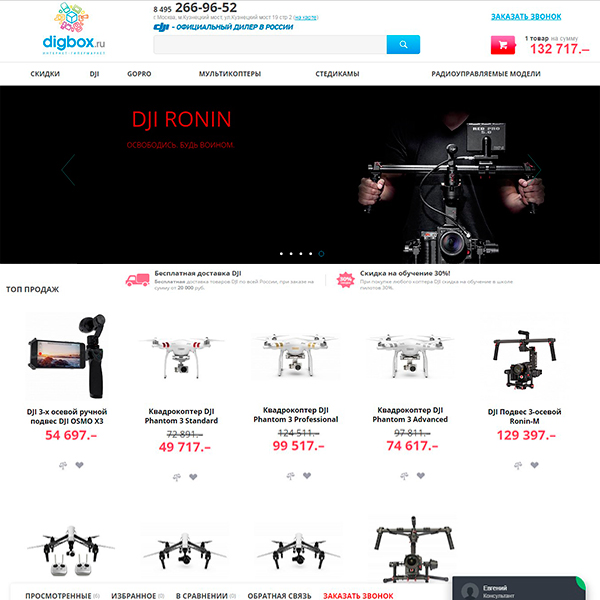 digbox.ru
ИНТЕРНЕТ ГИПЕРМАРКЕТ
8 495 266-96-52
г. Москва, м.Кузнецкий мост, ул.Кузнецкий мост 19 стр 2 (на карте)
DJI - ОФИЦИАЛЬНЫЙ ДИЛЕР В РОССИИ
ЗАКАЗАТЬ ЗВОНОК
1 товар на сумму
132 717.–
СКИДКИ DJI GOPRO МУЛЬТИКОПТЕРЫ СТЕДИКАМЫ РАДИОУПРАВЛЯЕМЫЕ МОДЕЛИ
DJI RONIN
ОСВОБОДИСЬ. БУДЬ ВОИНОМ.
RED PRO
5.0
Бесплатная доставка DJI
Бесплатная доставка товаров DJI по всей России, при заказе на
сумму от 20 000 руб.
Скидка на обучение 30%!
При покупке любого коптера DJI скидка на обучение в школе
пилотов 30%.
ТОП ПРОДАЖ
DJI 3-х осевой ручной
подвес DJI OSMO X3
54 697.–
Квадрокоптер DJI
Phantom 3 Standard
72 891.–
49 717.–
Квадрокоптер DJI
Phantom 3 Professional
124 511.–
99 517.–
Квадрокоптер DJI
Phantom 3 Advanced
97 811.–
74 617.–
DJI Подвес 3-осевой
Ronin-M
129 397.–
ПРОСМОТРЕННЫЕ (6) ИЗБРАННОЕ (0) В СРАВНЕНИИ (0) ОБРАТНАЯ СВЯЗЬ ЗАКАЗАТЬ ЗВОНОК
Евгений
Консультант